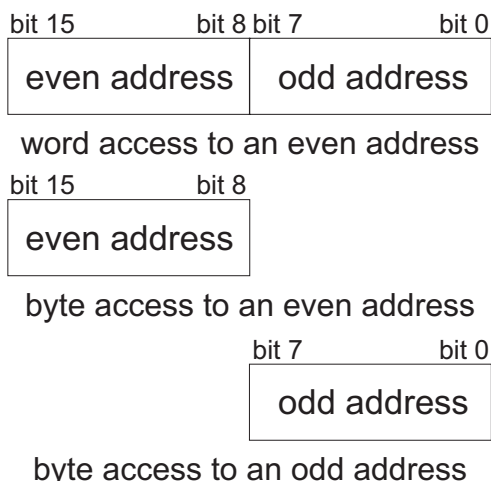 bit 15 bit 8 bit 7 bit 0
even address odd address
word access to an even address
bit 15 bit 8
even address
byte access to an even address
bit 7 bit 0
odd address
byte access to an odd address